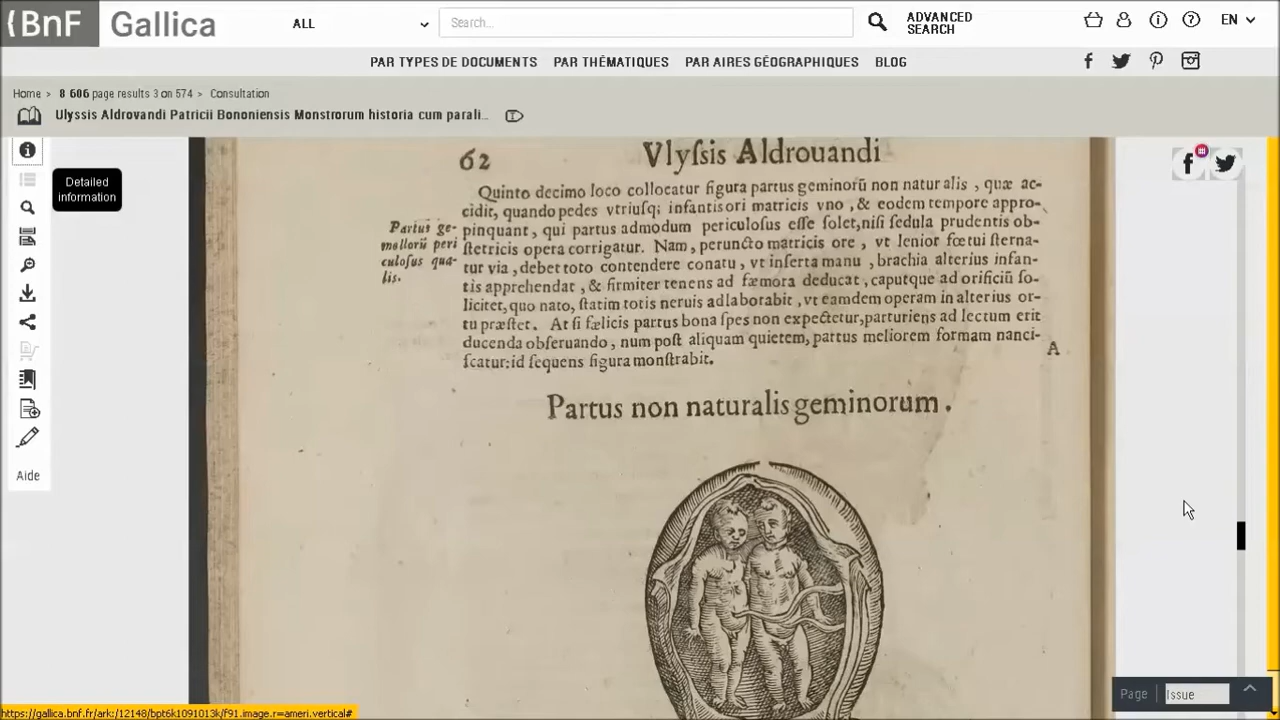 {BnF Gallica
ALL
Search...
ADVANCED
SEARCH
EN
PAR TYPES DE DOCUMENTS PAR THÉMATIQUES PAR AIRES GÉOGRAPHIQUES BLOG
Home > 8 606 page results 3 on 574 > Consultation
Ulyssis Aldrovandi Patricii Bononiensis Monstrorum historia cum parali...
Detailed
information
Aide
62 Vlyſsis Aldrouandi
Quinto decimo loco collocatur figura partus geminorũ non naturalis, quæ ac-
cidit, quando pedes vtriuſq; infantis ori matricis vno, & eodem tempore appro-
pinquant, qui partus admodum periculoſus eſſe ſolet, niſi ſedula prudentis ob-
ſtetricis opera corrigatur. Nam, peruncto matricis ore, vt lenior fœtui ſterna-
tur via, debet toto contendere conatu, vt inſerta manu, brachia alterius infan-
tis apprehendat, & firmiter tenens ad fæmora deducat, caputque ad orificiũ ſo-
licitet, quo nato, ſtatim totis neruis adlaborabit, vt eamdem operam in alterius or-
tu præſtet. At ſi fælicis partus bona ſpes non expectetur, parturiens ad lectum erit
ducenda obſeruando, num poſt aliquam quietem, partus meliorem formam nanci-
ſcatur: id ſequens figura monſtrabit.
Partus ge-
mellorũ peri
culoſus qua-
lis.
A
Partus non naturalis geminorum.
Page Issue
https://gallica.bnf.fr/ark:/12148/bpt6k1091013k/f91.image.r=ameri.vertical#